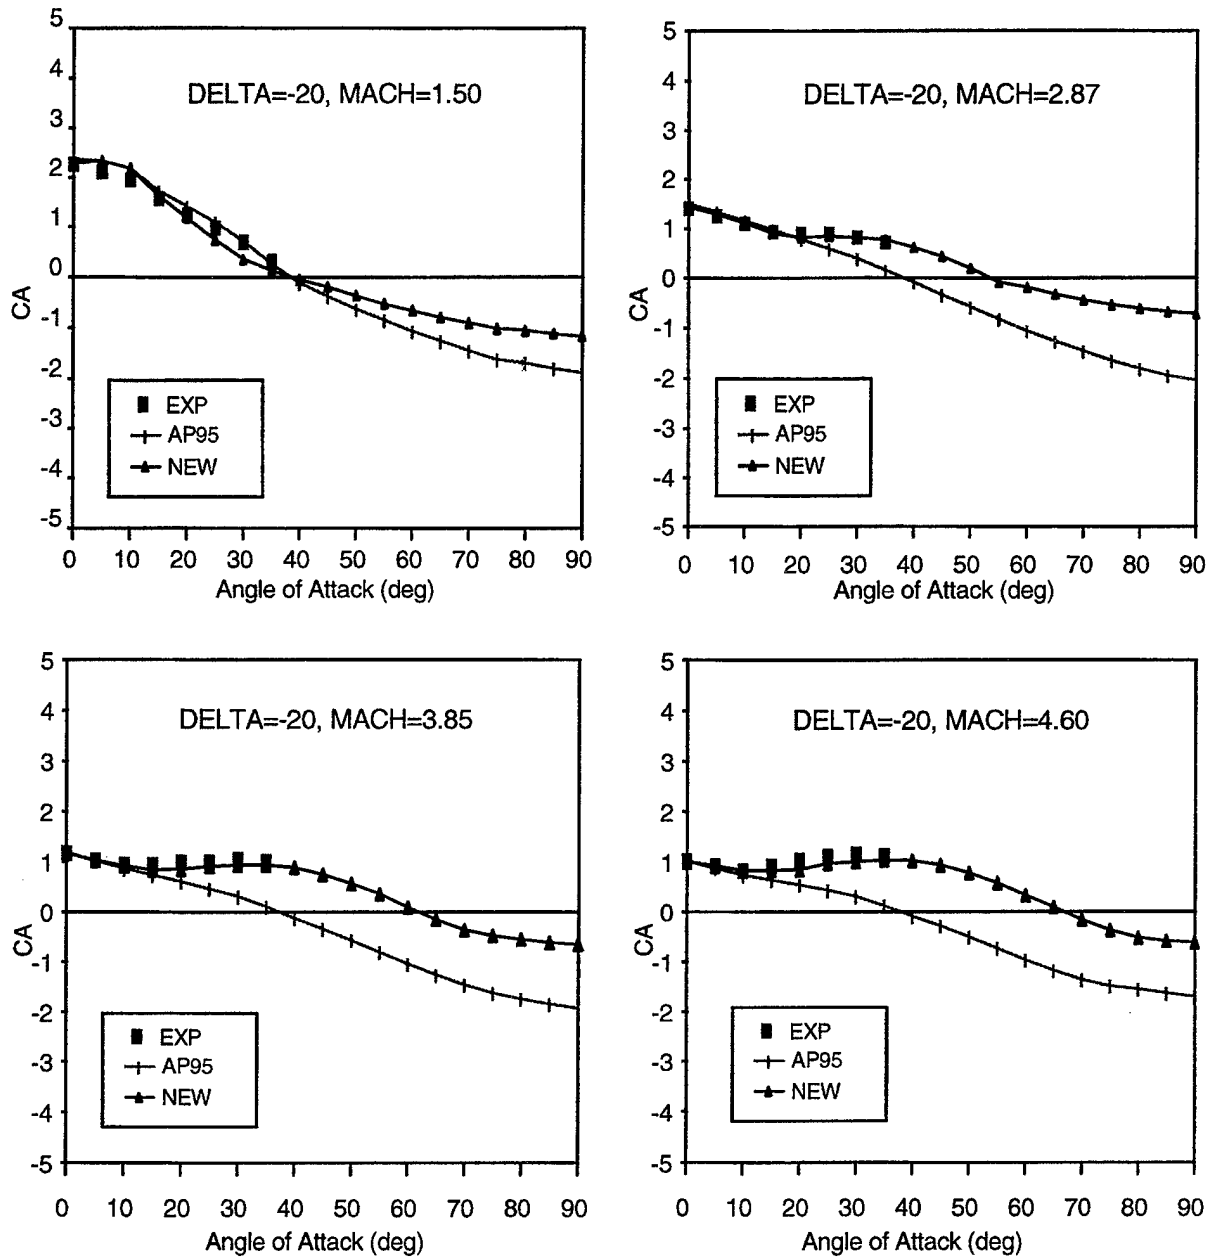 DELTA=-20, MACH=1.50
5
4
3
2
1
0
-1
-2
-3
-4
-5
CA
EXP
AP95
NEW
0 10 20 30 40 50 60 70 80 90
Angle of Attack (deg)
DELTA=-20, MACH=2.87
5
4
3
2
1
0
-1
-2
-3
-4
-5
CA
EXP
AP95
NEW
0 10 20 30 40 50 60 70 80 90
Angle of Attack (deg)
DELTA=-20, MACH=3.85
5
4
3
2
1
0
-1
-2
-3
-4
-5
CA
EXP
AP95
NEW
0 10 20 30 40 50 60 70 80 90
Angle of Attack (deg)
DELTA=-20, MACH=4.60
5
4
3
2
1
0
-1
-2
-3
-4
-5
CA
EXP
AP95
NEW
0 10 20 30 40 50 60 70 80 90
Angle of Attack (deg)